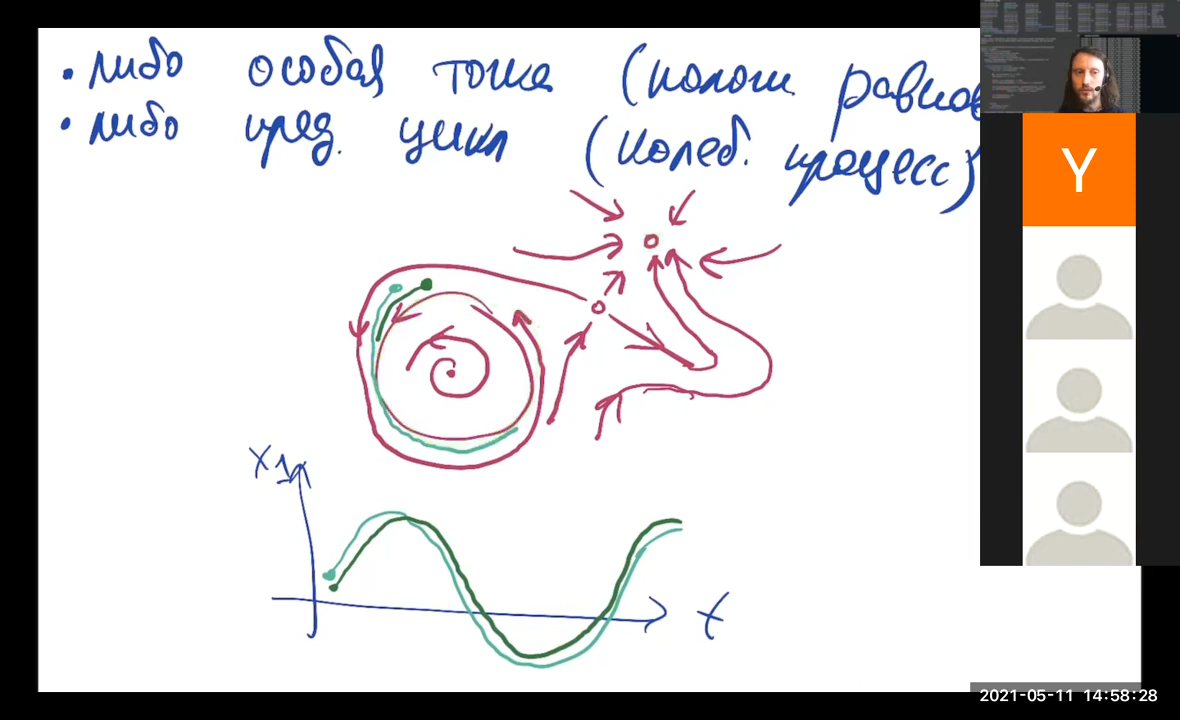 • либо особая точка (полож. равнов
• либо пред. цикл (колеб. процесс)
Y
x1
t
2021-05-11 14:58:28